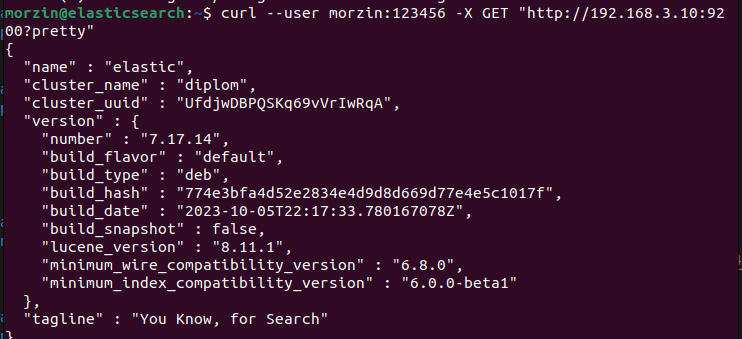 morzin@elasticsearch:~$ curl --user morzin:123456 -X GET "http://192.168.3.10:92
00?pretty"
{
  "name" : "elastic",
  "cluster_name" : "diplom",
  "cluster_uuid" : "UfdjwDBPQSKq69vVrIwRqA",
  "version" : {
    "number" : "7.17.14",
    "build_flavor" : "default",
    "build_type" : "deb",
    "build_hash" : "774e3bfa4d52e2834e4d9d8d669d77e4e5c1017f",
    "build_date" : "2023-10-05T22:17:33.780167078Z",
    "build_snapshot" : false,
    "lucene_version" : "8.11.1",
    "minimum_wire_compatibility_version" : "6.8.0",
    "minimum_index_compatibility_version" : "6.0.0-beta1"
  },
  "tagline" : "You Know, for Search"
}